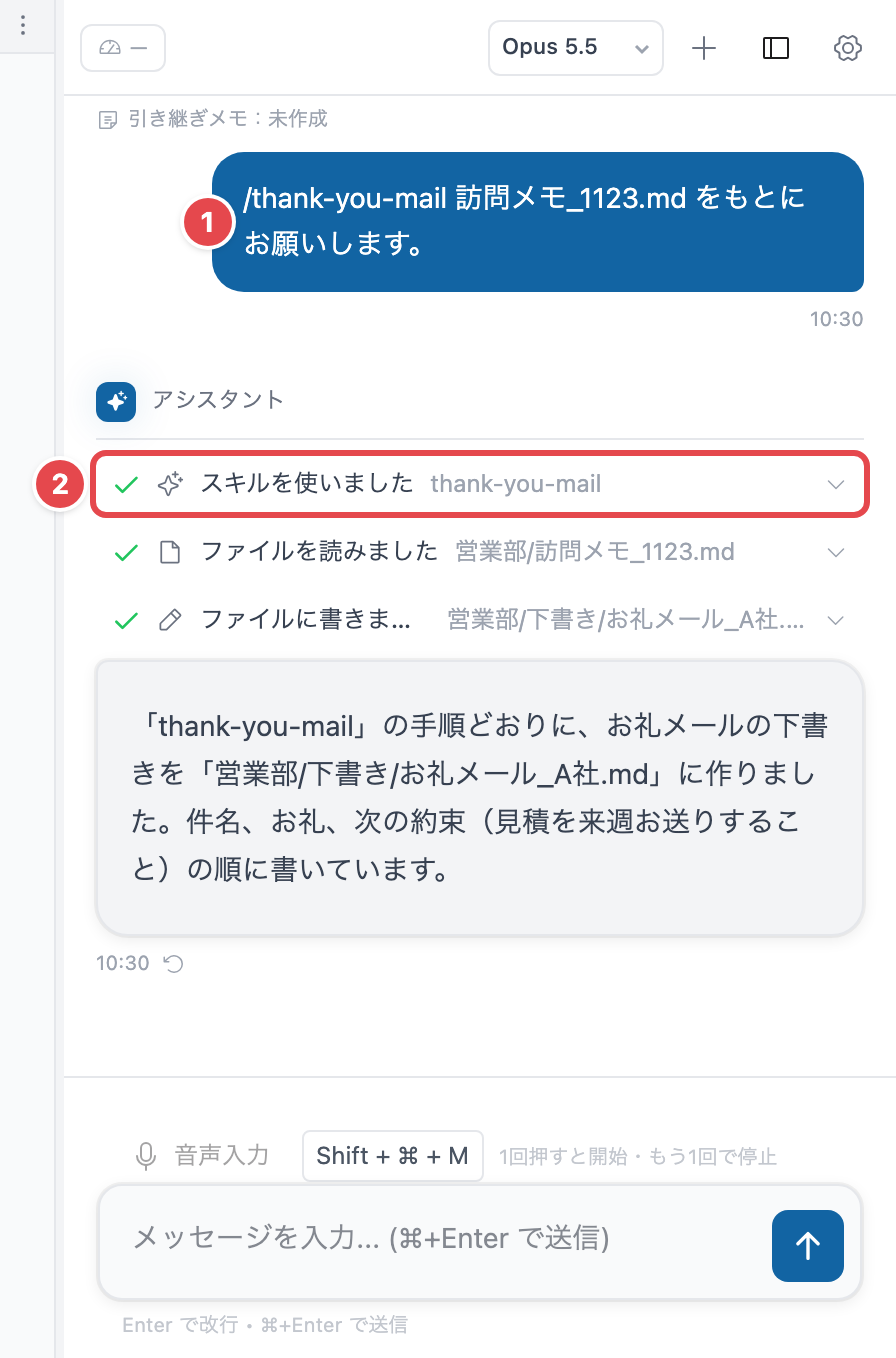 Opus 5.5
引き継ぎメモ：未作成
/thank-you-mail 訪問メモ_1123.md をもとに
お願いします。
1
10:30
アシスタント
2
スキルを使いました thank-you-mail
ファイルを読みました 営業部/訪問メモ_1123.md
ファイルに書きま... 営業部/下書き/お礼メール_A社....
「thank-you-mail」の手順どおりに、お礼メールの下書
きを「営業部/下書き/お礼メール_A社.md」に作りまし
た。件名、お礼、次の約束（見積を来週お送りするこ
と）の順に書いています。
10:30
音声入力 Shift + ⌘ + M 1回押すと開始・もう1回で停止
メッセージを入力... (⌘+Enter で送信)
Enter で改行・⌘+Enter で送信